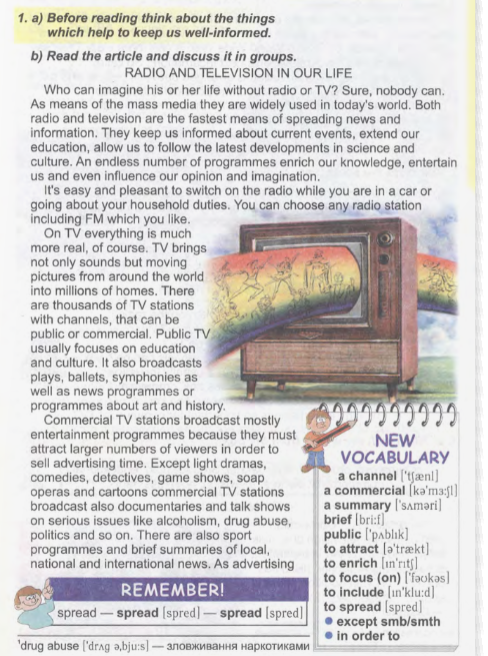 1. a) Before reading think about the things
which help to keep us well-informed.
b) Read the article and discuss it in groups.
RADIO AND TELEVISION IN OUR LIFE
Who can imagine his or her life without radio or TV? Sure, nobody can.
As means of the mass media they are widely used in today's world. Both
radio and television are the fastest means of spreading news and
information. They keep us informed about current events, extend our
education, allow us to follow the latest developments in science and
culture. An endless number of programmes enrich our knowledge, entertain
us and even influence our opinion and imagination.
It's easy and pleasant to switch on the radio while you are in a car or
going about your household duties. You can choose any radio station
including FM which you like.
On TV everything is much
more real, of course. TV brings
not only sounds but moving
pictures from around the world
into millions of homes. There
are thousands of TV stations
with channels, that can be
public or commercial. Public TV
usually focuses on education
and culture. It also broadcasts
plays, ballets, symphonies as
well as news programmes or
programmes about art and history.
Commercial TV stations broadcast mostly
entertainment programmes because they must
attract larger numbers of viewers in order to
sell advertising time. Except light dramas,
comedies, detectives, game shows, soap
operas and cartoons commercial TV stations
broadcast also documentaries and talk shows
on serious issues like alcoholism, drug abuse,
politics and so on. There are also sport
programmes and brief summaries of local,
national and international news. As advertising
NEW
VOCABULARY
a channel ['tʃænl]
a commercial [kə'mɜ:ʃl]
a summary ['sʌməri]
brief [bri:f]
public ['pʌblɪk]
to attract [ə'trækt]
to enrich [ɪn'rɪtʃ]
to focus (on) ['fəʊkəs]
to include [ɪn'klu:d]
to spread [spred]
● except smb/smth
● in order to
REMEMBER!
spread — spread [spred] — spread [spred]
¹drug abuse ['drʌg ə,bju:s] — зловживання наркотиками